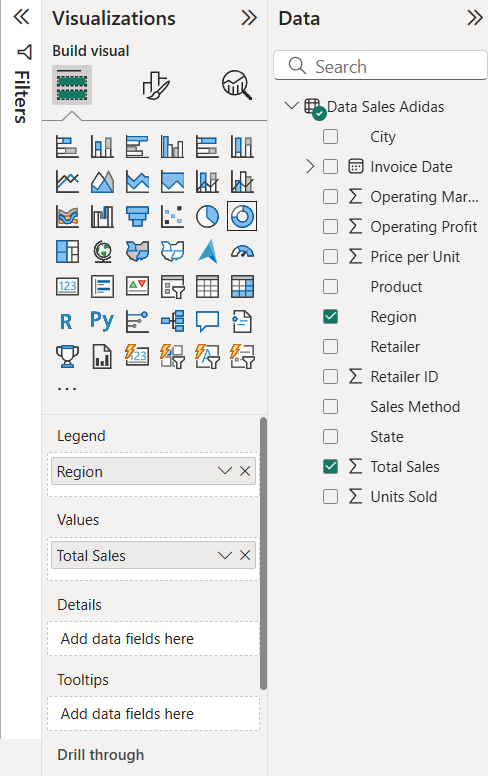 Filters
Visualizations
Build visual
123
R
Py
123
...
Legend
Region
Values
Total Sales
Details
Add data fields here
Tooltips
Add data fields here
Drill through
Data
Search
Data Sales Adidas
City
Invoice Date
Σ Operating Mar...
Σ Operating Profit
Σ Price per Unit
Product
Region
Retailer
Σ Retailer ID
Sales Method
State
Σ Total Sales
Σ Units Sold